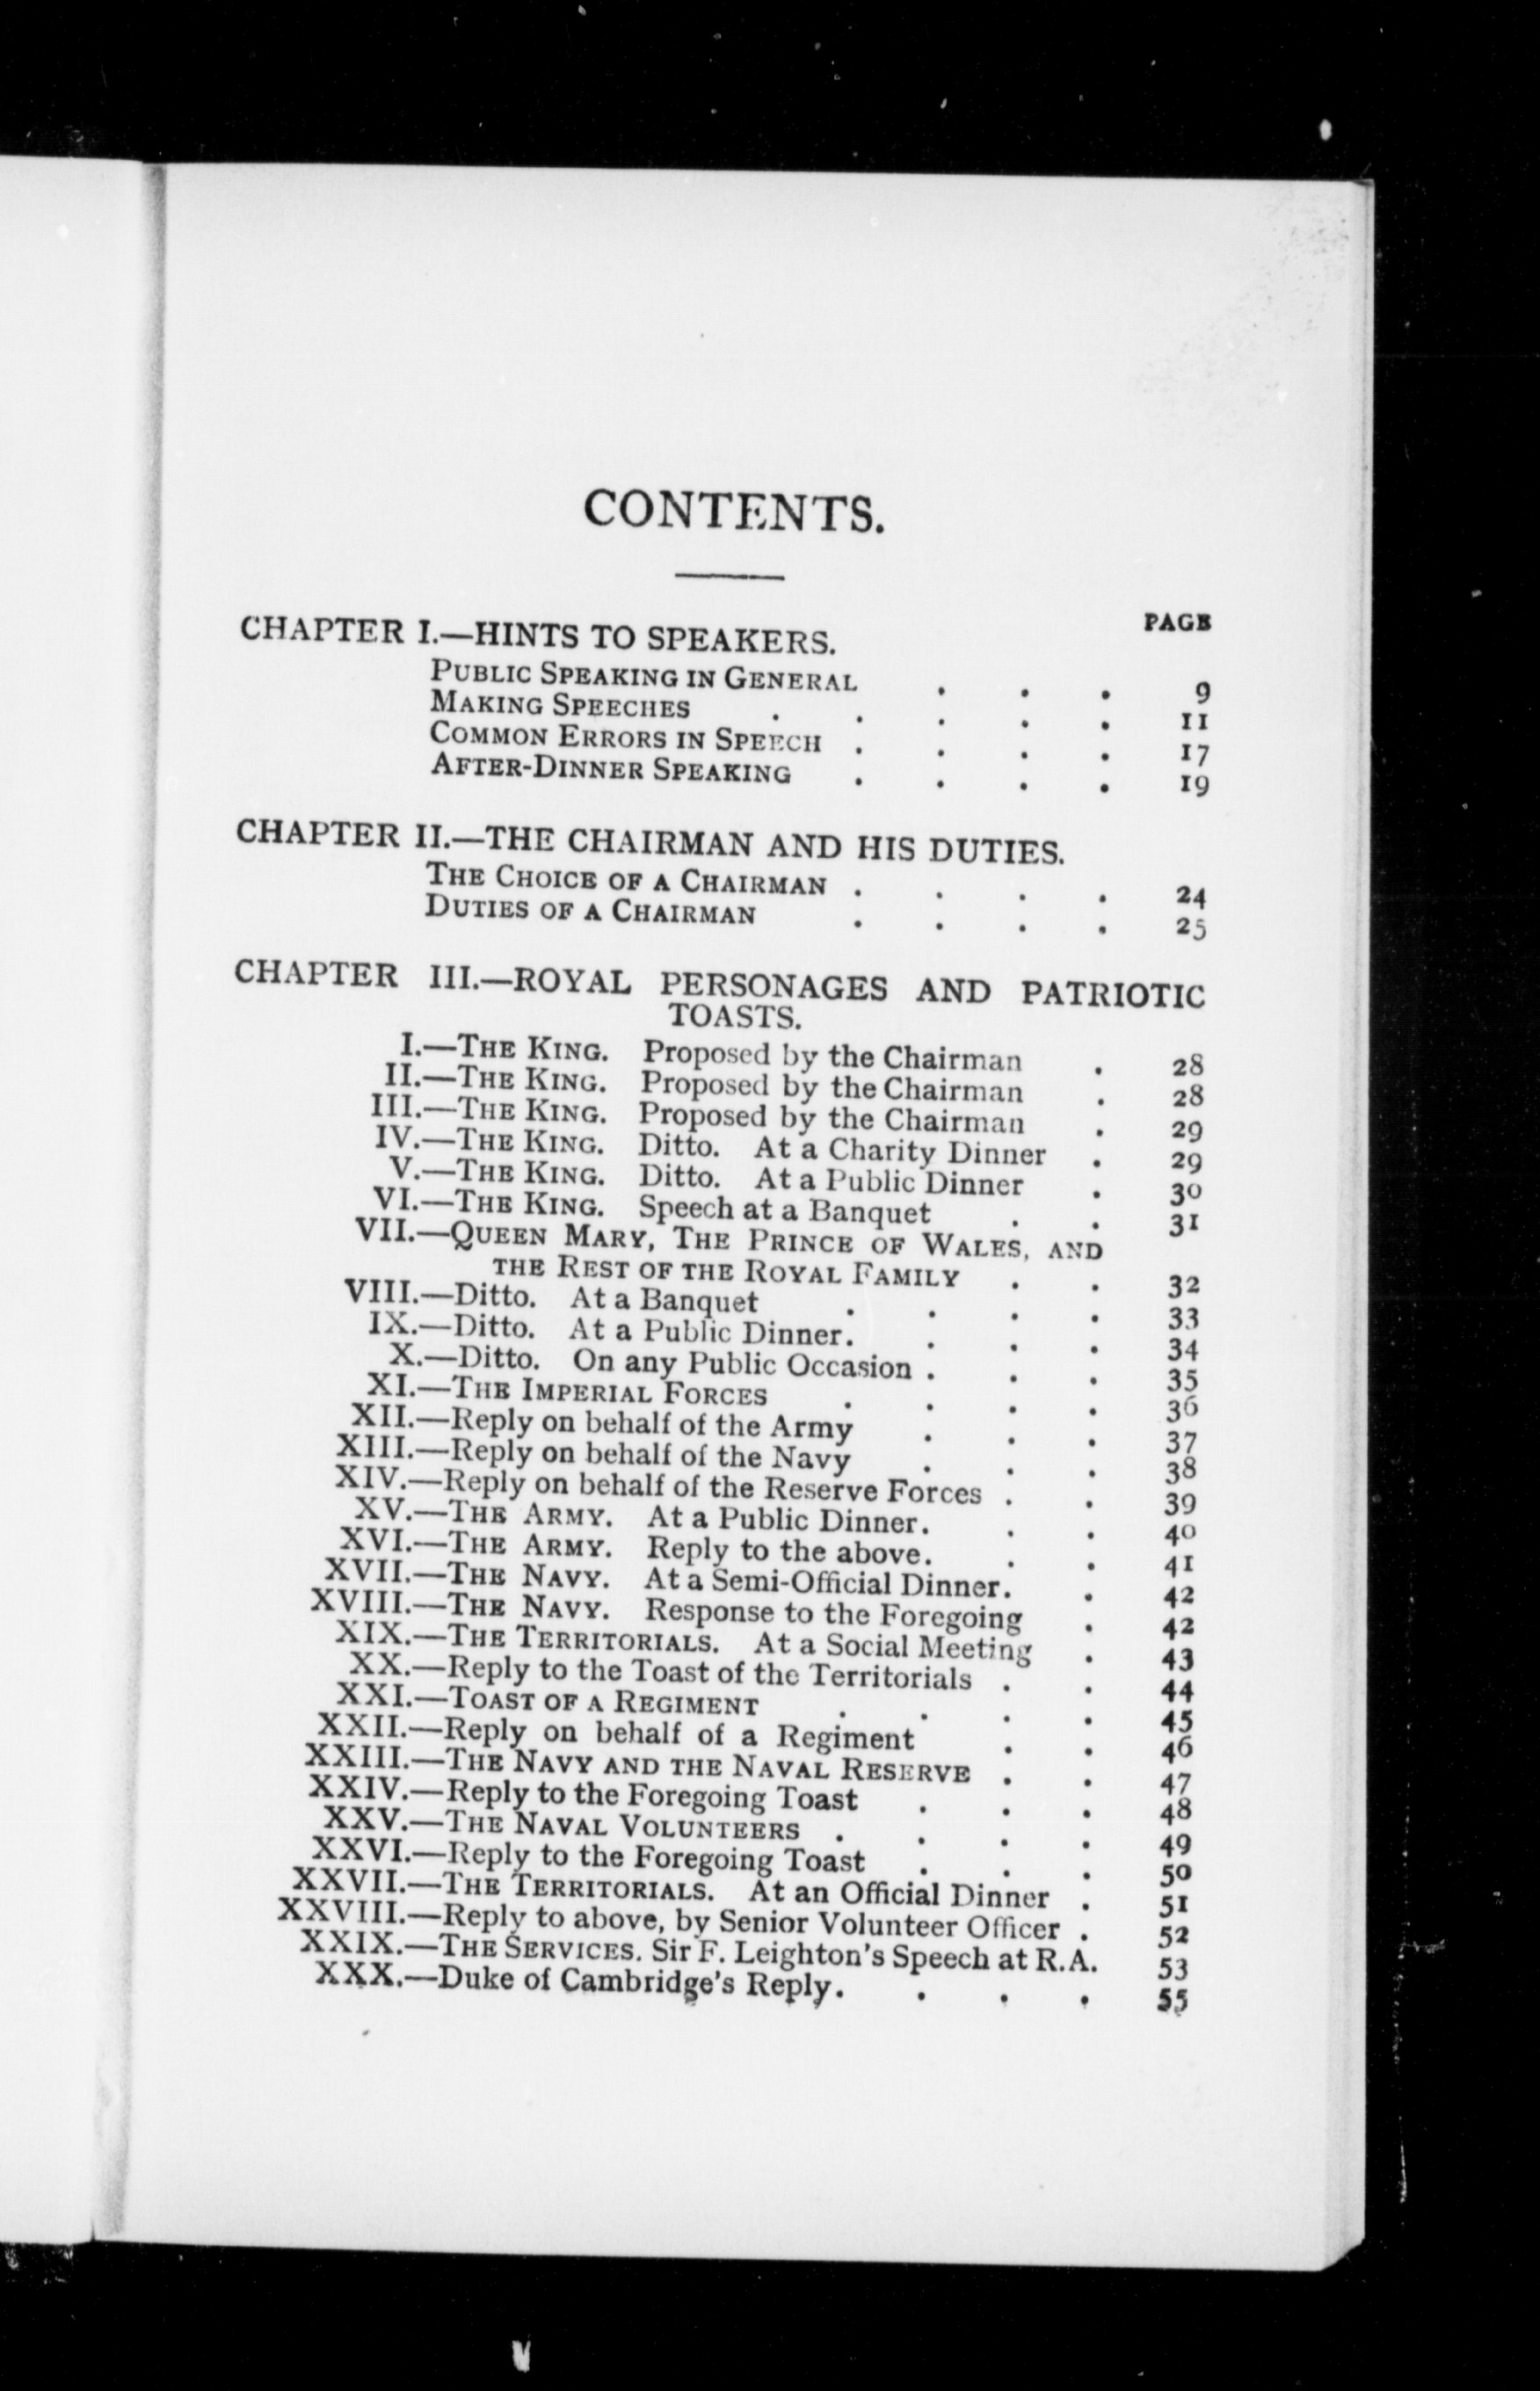 CONTENTS.
PAGE
CHAPTER I.—HINTS TO SPEAKERS.
PUBLIC SPEAKING IN GENERAL . . . 9
MAKING SPEECHES . . . . . 11
COMMON ERRORS IN SPEECH . . . . 17
AFTER-DINNER SPEAKING . . . . 19
CHAPTER II.—THE CHAIRMAN AND HIS DUTIES.
THE CHOICE OF A CHAIRMAN . . . . 24
DUTIES OF A CHAIRMAN . . . . 25
CHAPTER III.—ROYAL PERSONAGES AND PATRIOTIC
TOASTS.
I.—THE KING. Proposed by the Chairman . 28
II.—THE KING. Proposed by the Chairman . 28
III.—THE KING. Proposed by the Chairman . 29
IV.—THE KING. Ditto. At a Charity Dinner . 29
V.—THE KING. Ditto. At a Public Dinner . 30
VI.—THE KING. Speech at a Banquet . . 31
VII.—QUEEN MARY, THE PRINCE OF WALES, AND
THE REST OF THE ROYAL FAMILY . . 32
VIII.—Ditto. At a Banquet . . . . 33
IX.—Ditto. At a Public Dinner. . . . 34
X.—Ditto. On any Public Occasion . . . 35
XI.—THE IMPERIAL FORCES . . . . 36
XII.—Reply on behalf of the Army . . . 37
XIII.—Reply on behalf of the Navy . . . 38
XIV.—Reply on behalf of the Reserve Forces . . 39
XV.—THE ARMY. At a Public Dinner. . . 40
XVI.—THE ARMY. Reply to the above. . . 41
XVII.—THE NAVY. At a Semi-Official Dinner. . 42
XVIII.—THE NAVY. Response to the Foregoing . 42
XIX.—THE TERRITORIALS. At a Social Meeting . 43
XX.—Reply to the Toast of the Territorials . . 44
XXI.—TOAST OF A REGIMENT . . . . 45
XXII.—Reply on behalf of a Regiment . . 46
XXIII.—THE NAVY AND THE NAVAL RESERVE . . 47
XXIV.—Reply to the Foregoing Toast . . . 48
XXV.—THE NAVAL VOLUNTEERS . . . . 49
XXVI.—Reply to the Foregoing Toast . . . 50
XXVII.—THE TERRITORIALS. At an Official Dinner . 51
XXVIII.—Reply to above, by Senior Volunteer Officer . 52
XXIX.—THE SERVICES. Sir F. Leighton's Speech at R.A. 53
XXX.—Duke of Cambridge's Reply. . . . 55